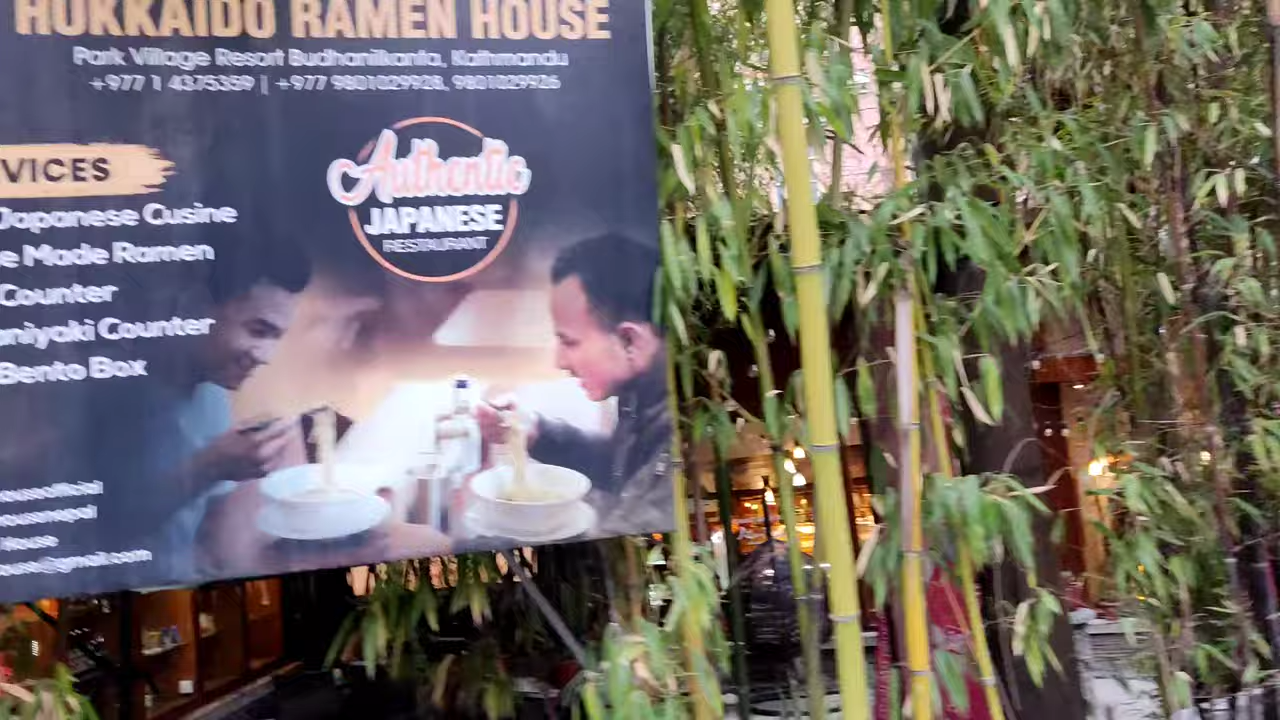 HOKKAIDO RAMEN HOUSE
Park Village Resort Budhanilkanta, Kathmandu
+977 1 4375359 | +977 9801029928, 9801029926
VICES
Japanese Cusine
e Made Ramen
Counter
aniyaki Counter
Bento Box
Authentic
JAPANESE
RESTAURANT